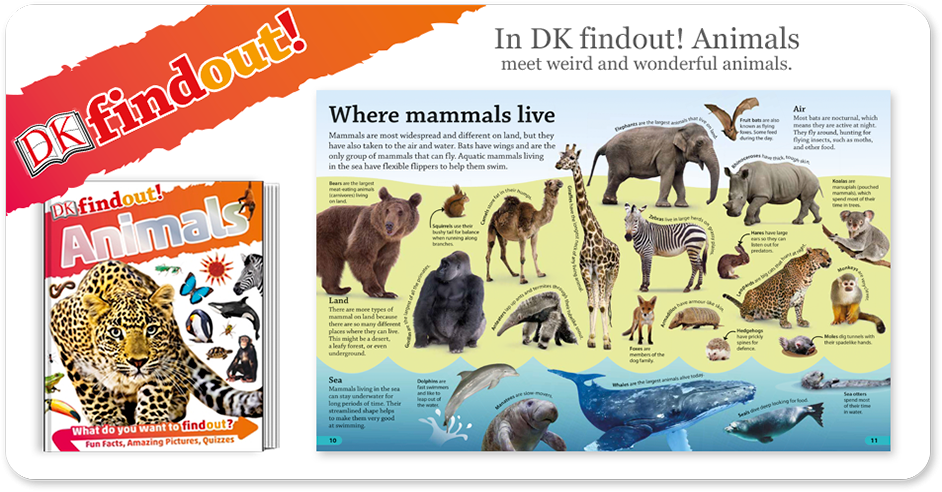 DK findout!
In DK findout! Animals
meet weird and wonderful animals.
DK findout!
Animals
What do you want to findout?
Fun Facts, Amazing Pictures, Quizzes
Where mammals live
Mammals are most widespread and different on land, but they
have also taken to the air and water. Bats have wings and are the
only group of mammals that can fly. Aquatic mammals living
in the sea have flexible flippers to help them swim.
Elephants are the largest animals that live on land.
Fruit bats are also
known as flying
foxes. Some feed
during the day.
Air
Most bats are nocturnal, which
means they are active at night.
They fly around, hunting for
flying insects, such as moths,
and other food.
Rhinoceroses have thick, tough skin.
Bears are the largest
meat-eating animals
(carnivores) living
on land.
Squirrels use their
bushy tail for balance
when running along
branches.
Camels store fat in their humps.
Giraffes have the longest neck of any living animal.
Zebras live in large herds on grassy plains.
Hares have large
ears so they can
listen out for
predators.
Koalas are
marsupials (pouched
mammals), which
spend most of their
time in trees.
Land
There are more types of
mammal on land because
there are so many different
places where they can live.
This might be a desert,
a leafy forest, or even
underground.
Gorillas are the largest of all the primates.
Anteaters lap up ants and termites through their tubelike snout.
Foxes are
members of the
dog family.
Armadillos have armour-like skin.
Leopards are big cats that hunt at night.
Monkeys
Hedgehogs
have prickly
spines for
defence.
Moles dig tunnels with
their spadelike hands.
Sea
Mammals living in the sea
can stay underwater for
long periods of time. Their
streamlined shape helps
to make them very good
at swimming.
Dolphins are
fast swimmers
and like to
leap out of
the water.
Manatees are slow movers.
Whales are the largest animals alive today.
Seals dive deep looking for food.
Sea otters
spend most
of their time
in water.
10
11